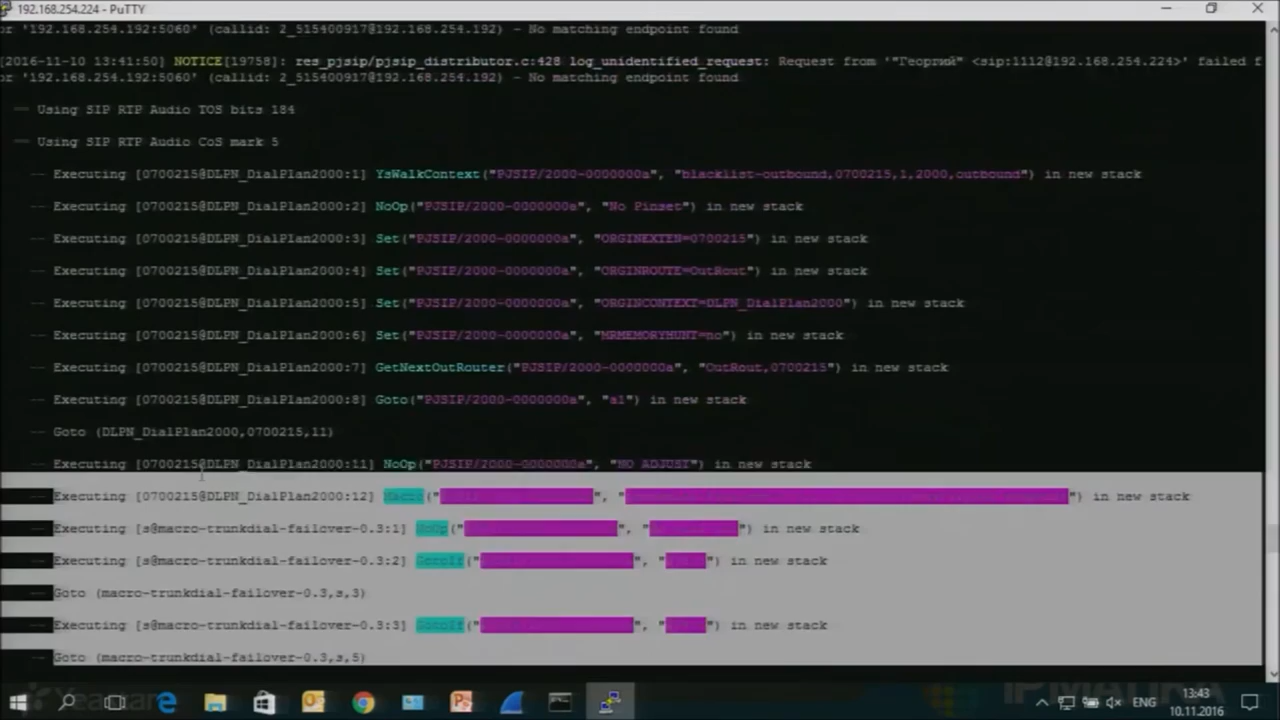 192.168.254.224 - PuTTY
or '192.168.254.192:5060' (callid: 2_515400917@192.168.254.192) - No matching endpoint found
[2016-11-10 13:41:50] NOTICE[19758]: res_pjsip/pjsip_distributor.c:428 log_unidentified_request: Request from '"Георгий" <sip:1112@192.168.254.224>' failed f
or '192.168.254.192:5060' (callid: 2_515400917@192.168.254.192) - No matching endpoint found
== Using SIP RTP Audio TOS bits 184
== Using SIP RTP Audio CoS mark 5
-- Executing [0700215@DLPN_DialPlan2000:1] YsWalkContext("PJSIP/2000-0000000a", "blacklist-outbound,0700215,1,2000,outbound") in new stack
-- Executing [0700215@DLPN_DialPlan2000:2] NoOp("PJSIP/2000-0000000a", "No Pinset") in new stack
-- Executing [0700215@DLPN_DialPlan2000:3] Set("PJSIP/2000-0000000a", "ORGINEXTEN=0700215") in new stack
-- Executing [0700215@DLPN_DialPlan2000:4] Set("PJSIP/2000-0000000a", "ORGINROUTE=OutRout") in new stack
-- Executing [0700215@DLPN_DialPlan2000:5] Set("PJSIP/2000-0000000a", "ORGINCONTEXT=DLPN_DialPlan2000") in new stack
-- Executing [0700215@DLPN_DialPlan2000:6] Set("PJSIP/2000-0000000a", "MRMEMORYHUNT=no") in new stack
-- Executing [0700215@DLPN_DialPlan2000:7] GetNextOutRouter("PJSIP/2000-0000000a", "OutRout,0700215") in new stack
-- Executing [0700215@DLPN_DialPlan2000:8] Goto("PJSIP/2000-0000000a", "a1") in new stack
-- Goto (DLPN_DialPlan2000,0700215,11)
-- Executing [0700215@DLPN_DialPlan2000:11] NoOp("PJSIP/2000-0000000a", "NO ADJUST") in new stack
-- Executing [0700215@DLPN_DialPlan2000:12] Macro(" ", " ") in new stack
-- Executing [s@macro-trunkdial-failover-0.3:1] NoOp(" ", " ") in new stack
-- Executing [s@macro-trunkdial-failover-0.3:2] GotoIf(" ", " ") in new stack
-- Goto (macro-trunkdial-failover-0.3,s,3)
-- Executing [s@macro-trunkdial-failover-0.3:3] GotoIf(" ", " ") in new stack
-- Goto (macro-trunkdial-failover-0.3,s,5)
ENG
13:43
10.11.2016